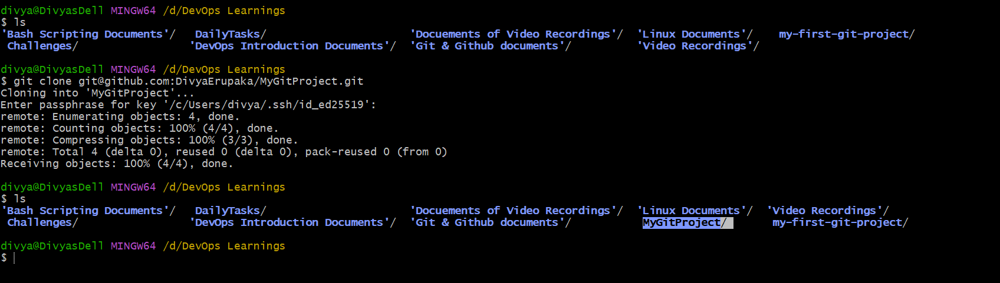 divya@DivyasDell MINGW64 /d/DevOps Learnings
$ ls
'Bash Scripting Documents'/   DailyTasks/                      'Docuements of Video Recordings'/  'Linux Documents'/    my-first-git-project/
 Challenges/                 'DevOps Introduction Documents'/  'Git & Github documents'/          'Video Recordings'/
divya@DivyasDell MINGW64 /d/DevOps Learnings
$ git clone git@github.com:DivyaErupaka/MyGitProject.git
Cloning into 'MyGitProject'...
Enter passphrase for key '/c/Users/divya/.ssh/id_ed25519':
remote: Enumerating objects: 4, done.
remote: Counting objects: 100% (4/4), done.
remote: Compressing objects: 100% (3/3), done.
remote: Total 4 (delta 0), reused 0 (delta 0), pack-reused 0 (from 0)
Receiving objects: 100% (4/4), done.
divya@DivyasDell MINGW64 /d/DevOps Learnings
$ ls
'Bash Scripting Documents'/   DailyTasks/                      'Docuements of Video Recordings'/  'Linux Documents'/  'Video Recordings'/
 Challenges/                 'DevOps Introduction Documents'/  'Git & Github documents'/           MyGitProject/       my-first-git-project/
divya@DivyasDell MINGW64 /d/DevOps Learnings
$